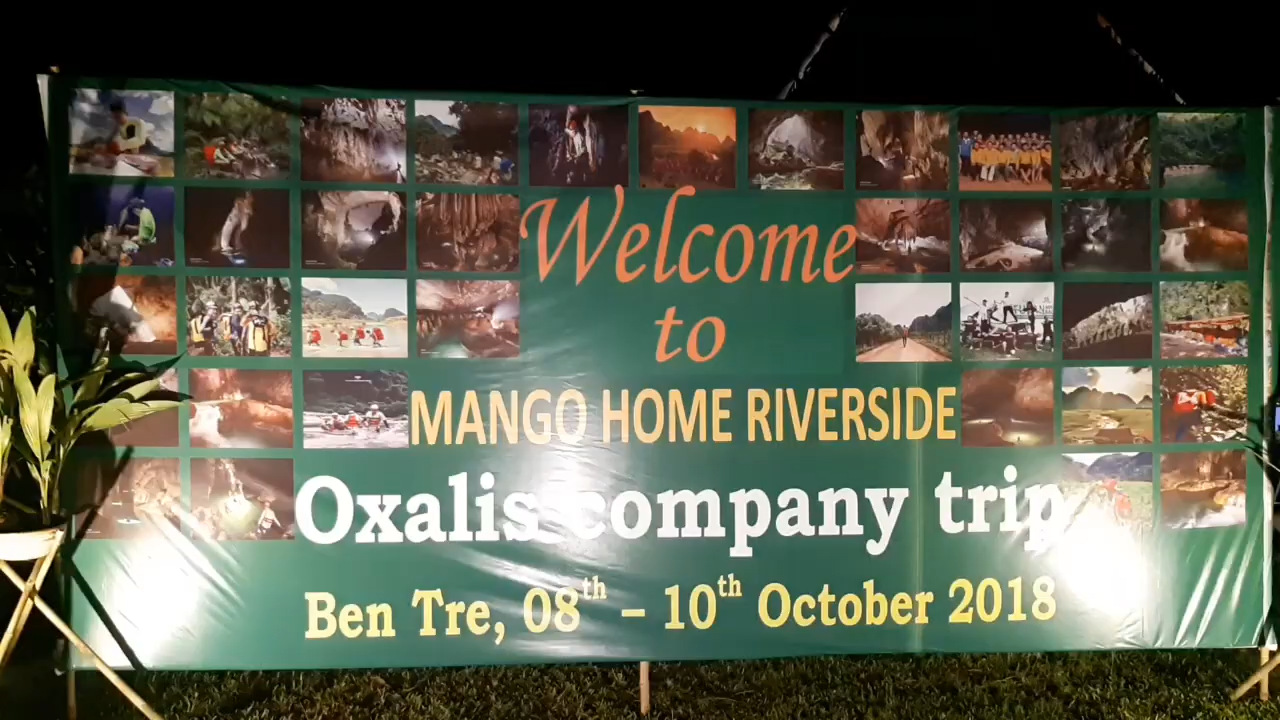 Welcome
to
MANGO HOME RIVERSIDE
Oxalis company trip
Ben Tre, 08th – 10th October 2018